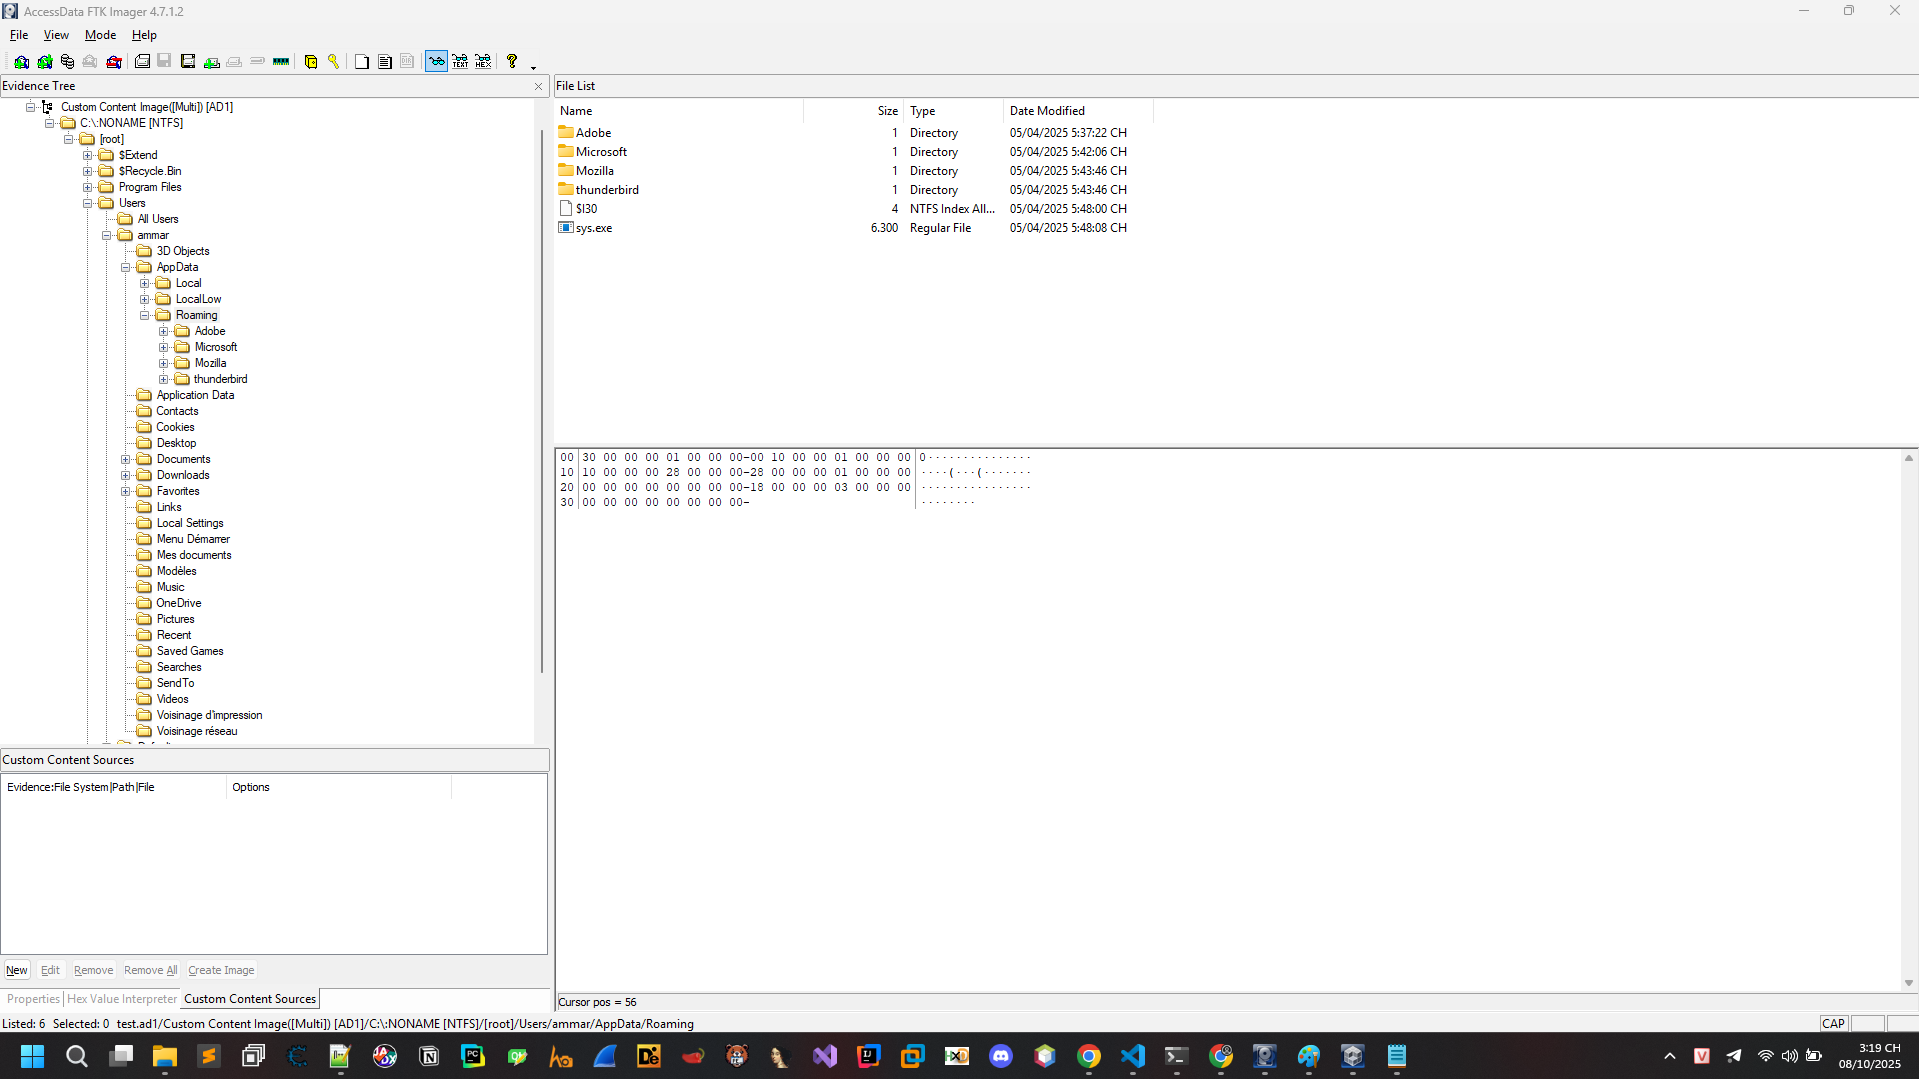 AccessData FTK Imager 4.7.1.2
File View Mode Help
Evidence Tree
Custom Content Image([Multi]) [AD1]
C:\:NONAME [NTFS]
[root]
$Extend
$Recycle.Bin
Program Files
Users
All Users
ammar
3D Objects
AppData
Local
LocalLow
Roaming
Adobe
Microsoft
Mozilla
thunderbird
Application Data
Contacts
Cookies
Desktop
Documents
Downloads
Favorites
Links
Local Settings
Menu Démarrer
Mes documents
Modèles
Music
OneDrive
Pictures
Recent
Saved Games
Searches
SendTo
Videos
Voisinage d'impression
Voisinage réseau
Custom Content Sources
Evidence:File System|Path|File Options
New Edit Remove Remove All Create Image
Properties Hex Value Interpreter Custom Content Sources
File List
Name Size Type Date Modified
Adobe 1 Directory 05/04/2025 5:37:22 CH
Microsoft 1 Directory 05/04/2025 5:42:06 CH
Mozilla 1 Directory 05/04/2025 5:43:46 CH
thunderbird 1 Directory 05/04/2025 5:43:46 CH
$I30 4 NTFS Index All... 05/04/2025 5:48:00 CH
sys.exe 6.300 Regular File 05/04/2025 5:48:08 CH
00 30 00 00 00 01 00 00 00-00 10 00 00 01 00 00 00 0···············
10 10 00 00 00 28 00 00 00-28 00 00 00 01 00 00 00 ····(···(·······
20 00 00 00 00 00 00 00 00-18 00 00 00 03 00 00 00 ················
30 00 00 00 00 00 00 00 00- ········
Cursor pos = 56
Listed: 6 Selected: 0 test.ad1/Custom Content Image([Multi]) [AD1]/C:\:NONAME [NTFS]/[root]/Users/ammar/AppData/Roaming
CAP
3:19 CH
08/10/2025